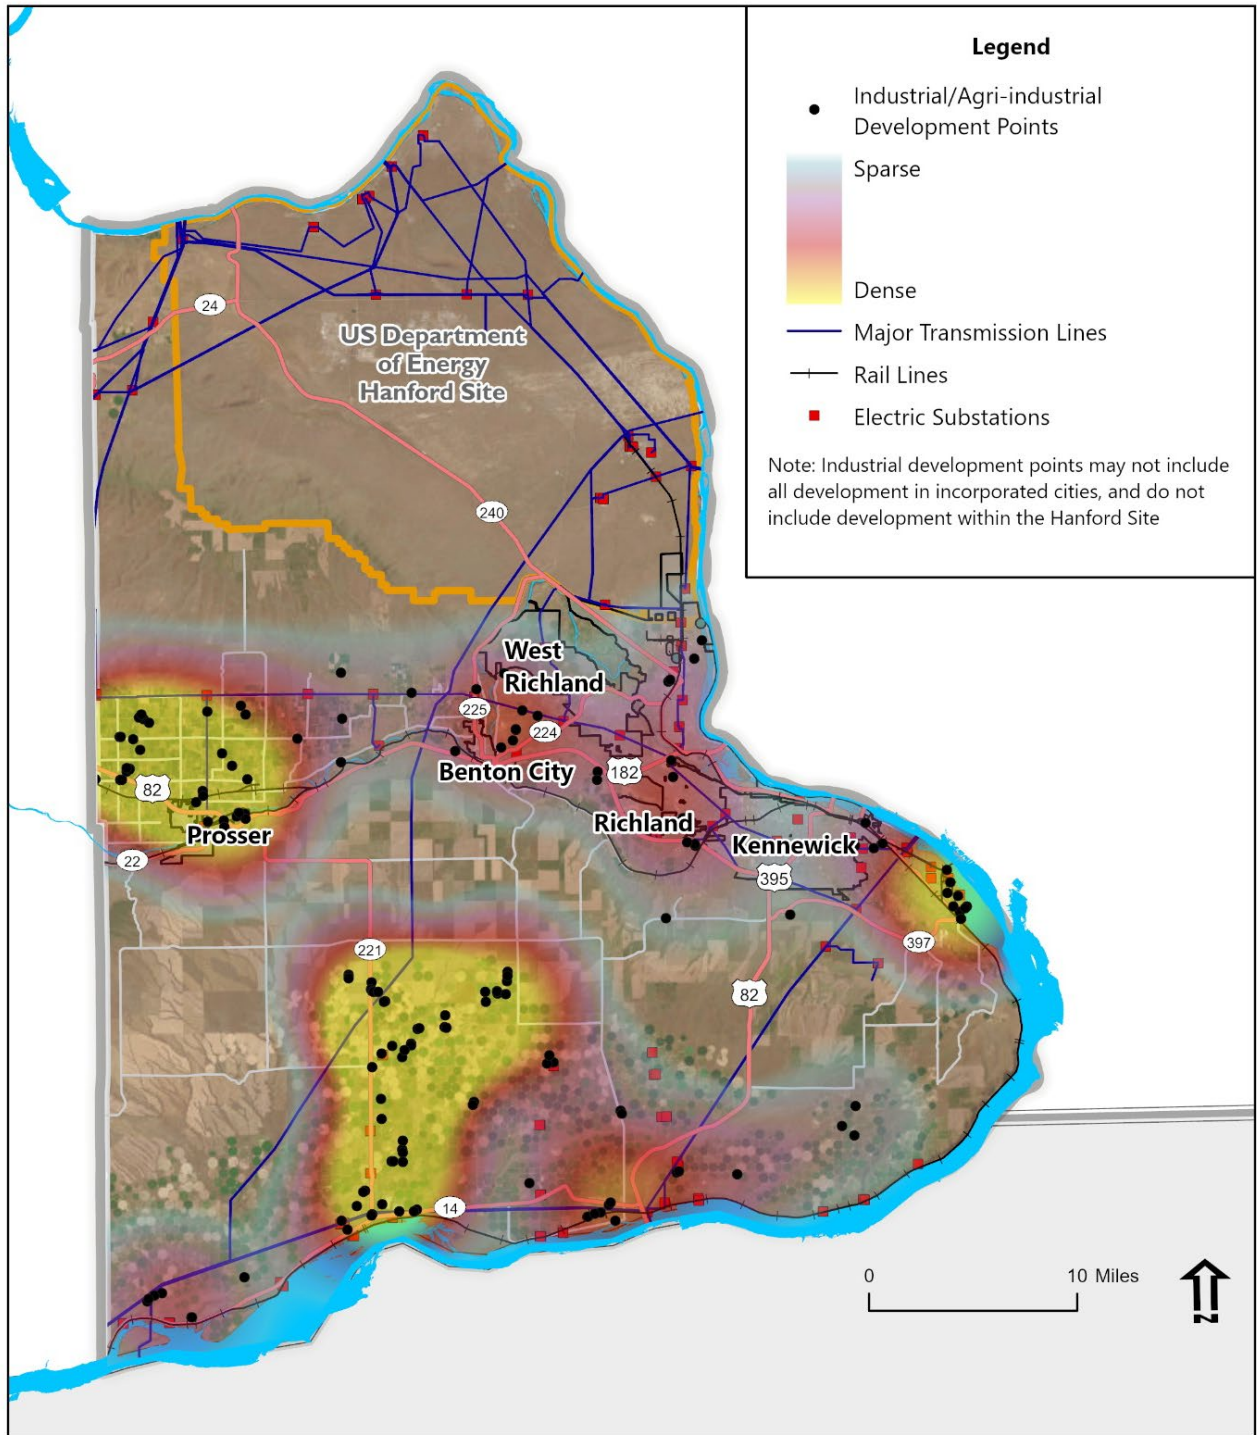 Legend
Industrial/Agri-industrial
Development Points
Sparse
Dense
Major Transmission Lines
Rail Lines
Electric Substations
Note: Industrial development points may not include
all development in incorporated cities, and do not
include development within the Hanford Site
24
US Department
of Energy
Hanford Site
240
West
Richland
225
224
Benton City
182
82
Prosser
Richland
Kennewick
22
395
221
397
82
14
0 10 Miles
N